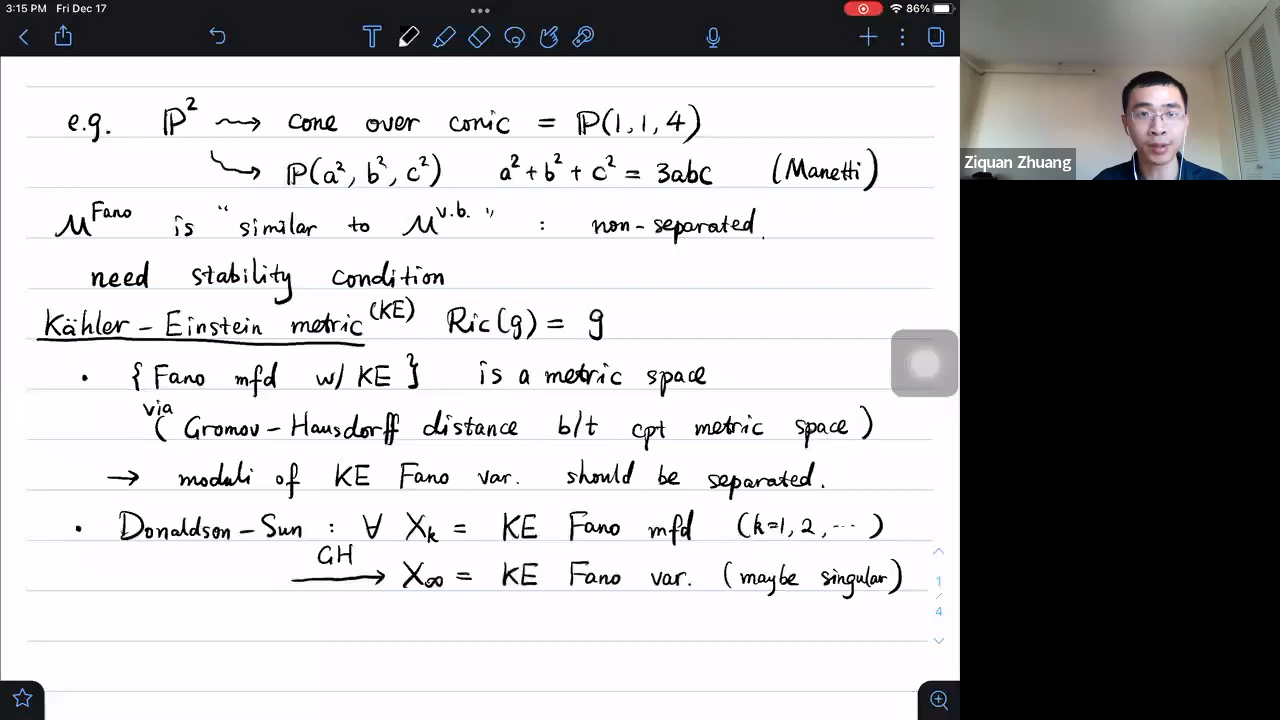 3:15 PM Fri Dec 17
86%
e.g. ℙ² ⇝ cone over conic = ℙ(1,1,4)
⇝ ℙ(a², b², c²) a² + b² + c² = 3abc (Manetti)
M^Fano is "similar to M^v.b." : non-separated.
need stability condition
Kähler-Einstein metric (KE) Ric(g) = g
· {Fano mfd w/ KE} is a metric space
via (Gromov-Hausdorff distance b/t cpt metric space)
→ moduli of KE Fano var. should be separated.
· Donaldson-Sun : ∀ X_k = KE Fano mfd (k=1,2,...)
GH
⟶ X_∞ = KE Fano var. (maybe singular)
1
/
4
Ziquan Zhuang